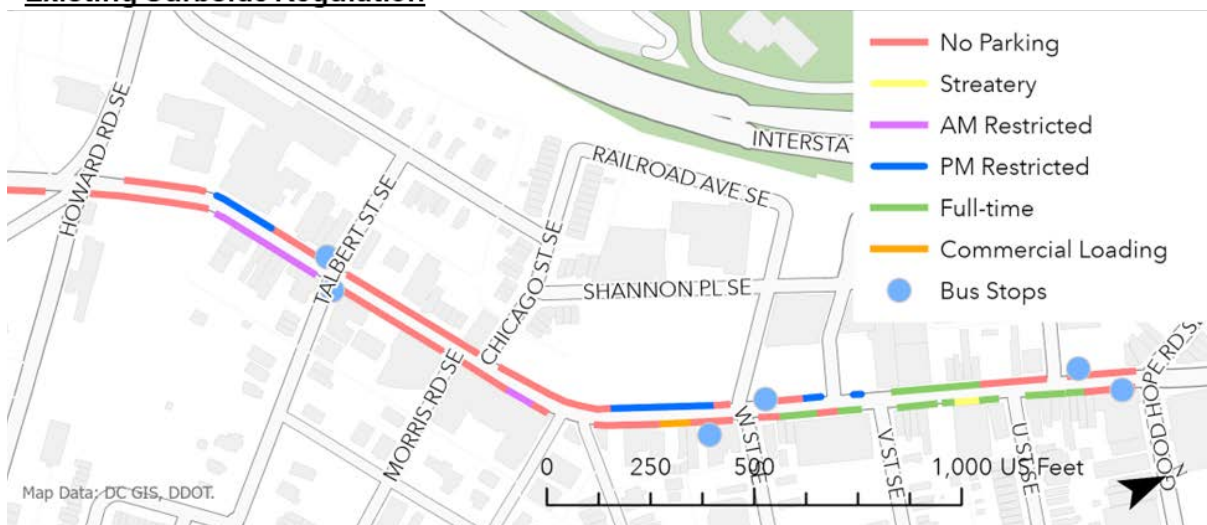 Existing Curbside Regulation
No Parking
Streatery
AM Restricted
PM Restricted
Full-time
Commercial Loading
Bus Stops
INTERSTA
HOWARD RD SE
TALBERT ST SE
RAILROAD AVE SE
CHICAGO ST SE
SHANNON PL SE
MORRIS RD SE
W ST SE
V ST SE
U ST SE
GOOD HOPE RD S
0 250 500 1,000 US Feet
N
Map Data: DC GIS, DDOT.